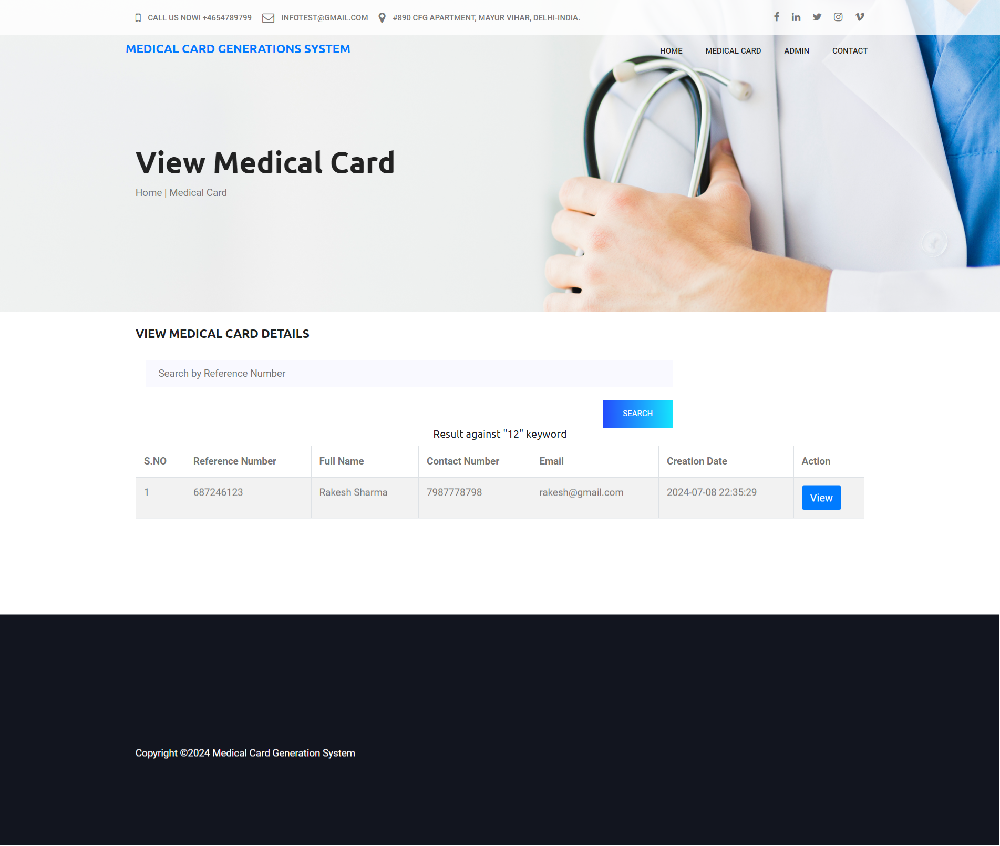 CALL US NOW! +4654789799 INFOTEST@GMAIL.COM #890 CFG APARTMENT, MAYUR VIHAR, DELHI-INDIA.
MEDICAL CARD GENERATIONS SYSTEM
HOME MEDICAL CARD ADMIN CONTACT
View Medical Card
Home | Medical Card
VIEW MEDICAL CARD DETAILS
Search by Reference Number
SEARCH
Result against "12" keyword
S.NO Reference Number Full Name Contact Number Email Creation Date Action
1 687246123 Rakesh Sharma 7987778798 rakesh@gmail.com 2024-07-08 22:35:29 View
Copyright ©2024 Medical Card Generation System